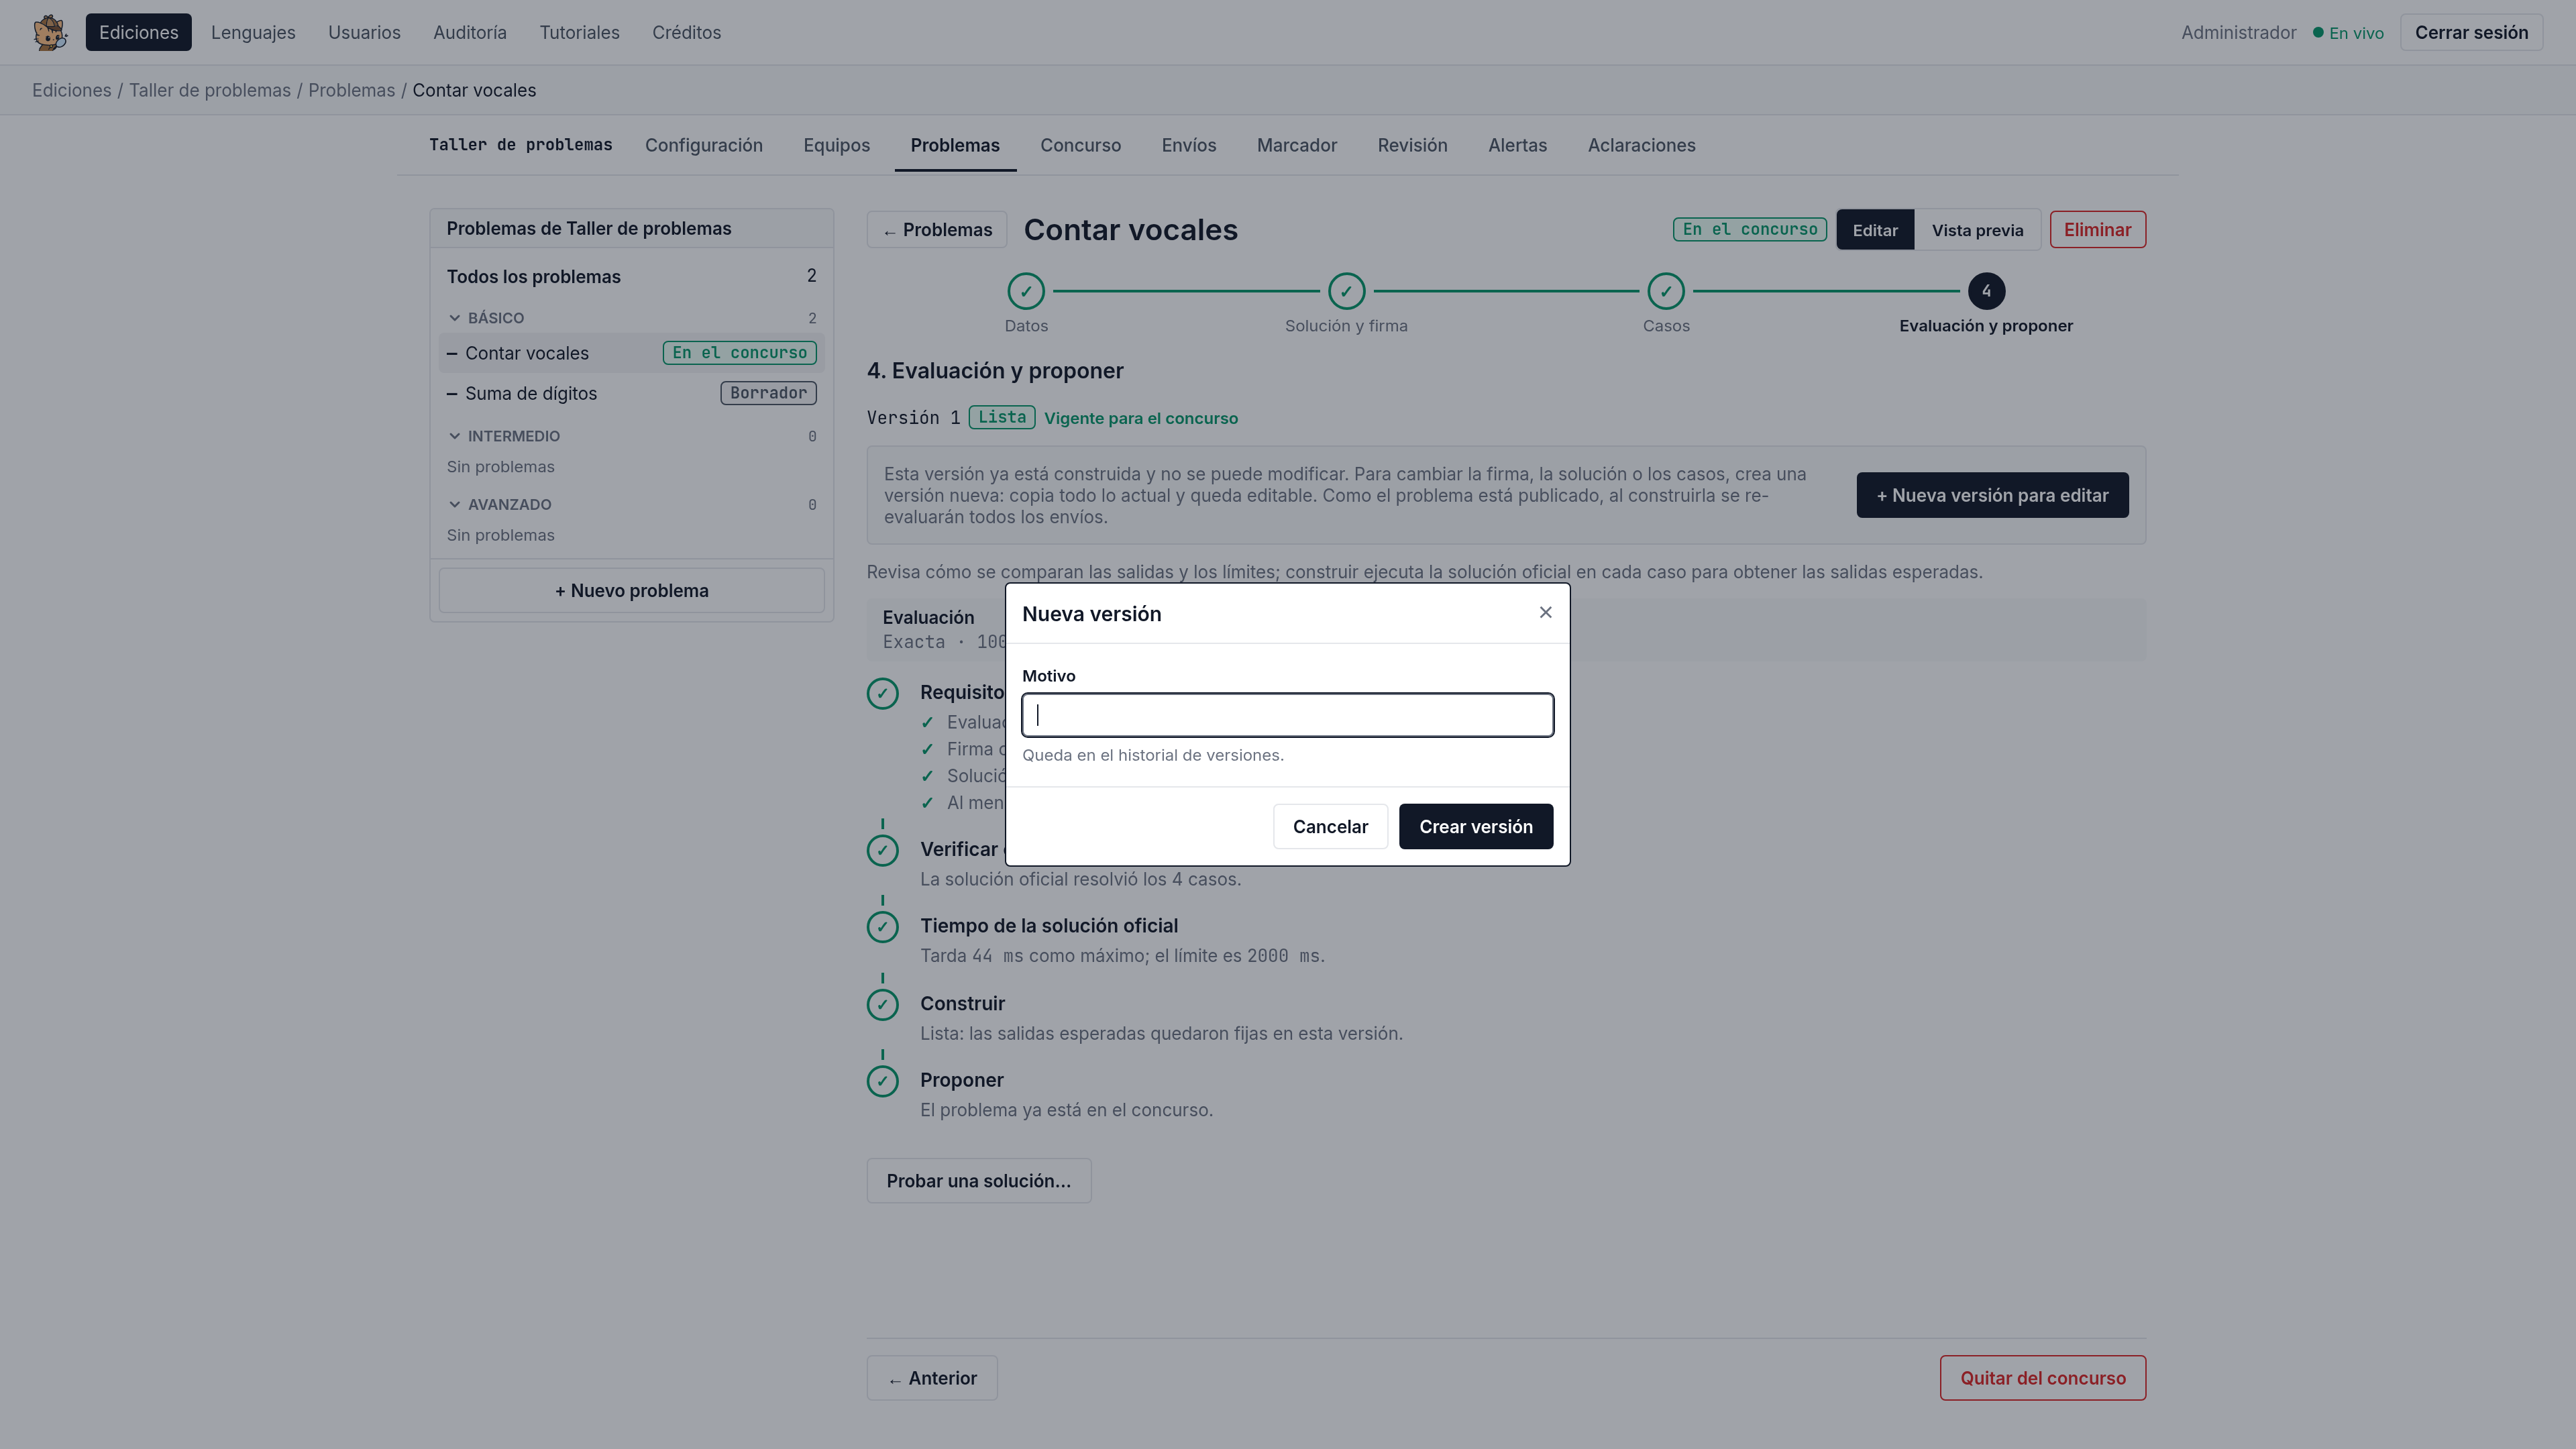 Ediciones Lenguajes Usuarios Auditoría Tutoriales Créditos Administrador En vivo Cerrar sesión
Ediciones / Taller de problemas / Problemas / Contar vocales
Taller de problemas Configuración Equipos Problemas Concurso Envíos Marcador Revisión Alertas Aclaraciones
Problemas de Taller de problemas
Todos los problemas 2
BÁSICO 2
Contar vocales En el concurso
Suma de dígitos Borrador
INTERMEDIO 0
Sin problemas
AVANZADO 0
Sin problemas
+ Nuevo problema
← Problemas Contar vocales En el concurso Editar Vista previa Eliminar
✓ ✓ ✓ 4
Datos Solución y firma Casos Evaluación y proponer
4. Evaluación y proponer
Versión 1 Lista Vigente para el concurso
Esta versión ya está construida y no se puede modificar. Para cambiar la firma, la solución o los casos, crea una
versión nueva: copia todo lo actual y queda editable. Como el problema está publicado, al construirla se re-
evaluarán todos los envíos.
+ Nueva versión para editar
Revisa cómo se comparan las salidas y los límites; construir ejecuta la solución oficial en cada caso para obtener las salidas esperadas.
Evaluación
Exacta · 100
Requisito
✓ Evaluac
✓ Firma
✓ Solució
✓ Al men
Verificar
La solución oficial resolvió los 4 casos.
Tiempo de la solución oficial
Tarda 44 ms como máximo; el límite es 2000 ms.
Construir
Lista: las salidas esperadas quedaron fijas en esta versión.
Proponer
El problema ya está en el concurso.
Probar una solución...
← Anterior Quitar del concurso
Nueva versión ×
Motivo
Queda en el historial de versiones.
Cancelar Crear versión